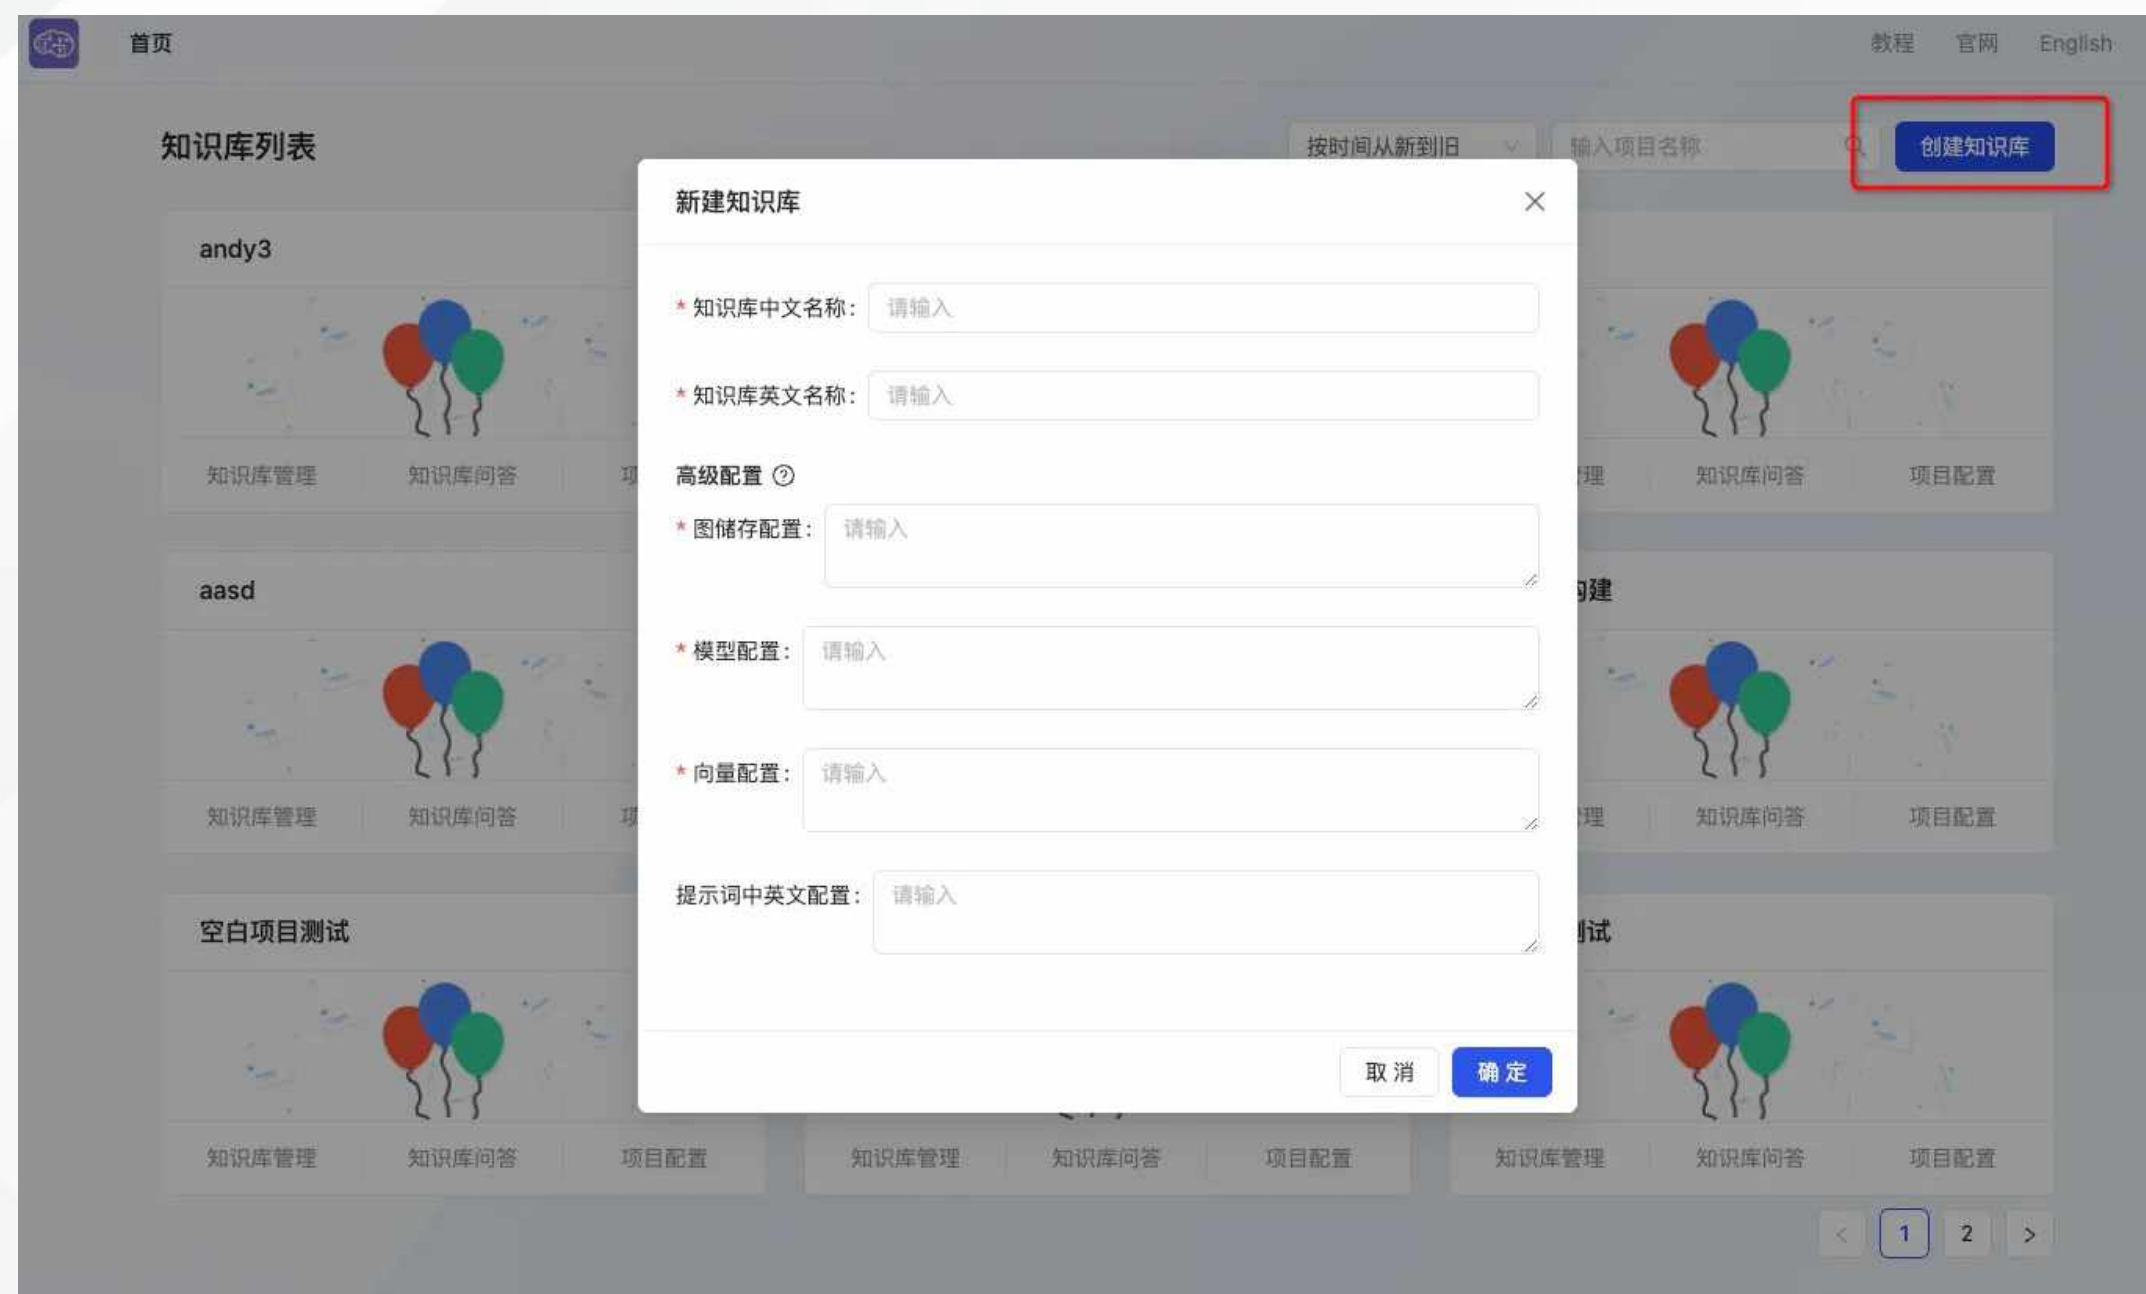 首页
教程 官网 English
知识库列表
按时间从新到旧
输入项目名称
创建知识库
新建知识库
andy3
* 知识库中文名称: 请输入
* 知识库英文名称: 请输入
高级配置
知识库管理 知识库问答 项
理 知识库问答 项目配置
* 图储存配置: 请输入
aasd
建
* 模型配置: 请输入
* 向量配置: 请输入
知识库管理 知识库问答 项
理 知识库问答 项目配置
提示词中英文配置: 请输入
空白项目测试
试
取消 确定
知识库管理 知识库问答 项目配置
知识库管理 知识库问答 项目配置
知识库管理 知识库问答 项目配置
< 1 2 >